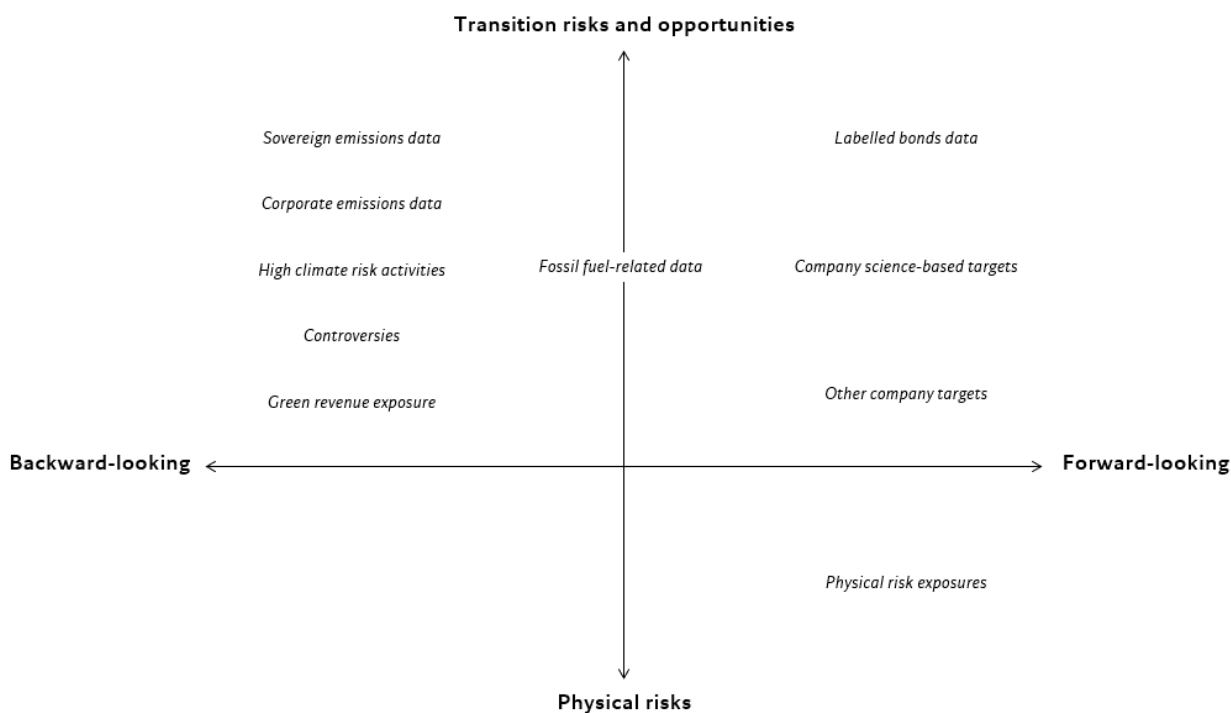 Transition risks and opportunities
Sovereign emissions data
Labelled bonds data
Corporate emissions data
High climate risk activities
Fossil fuel-related data
Company science-based targets
Controversies
Green revenue exposure
Other company targets
Backward-looking
Forward-looking
Physical risk exposures
Physical risks